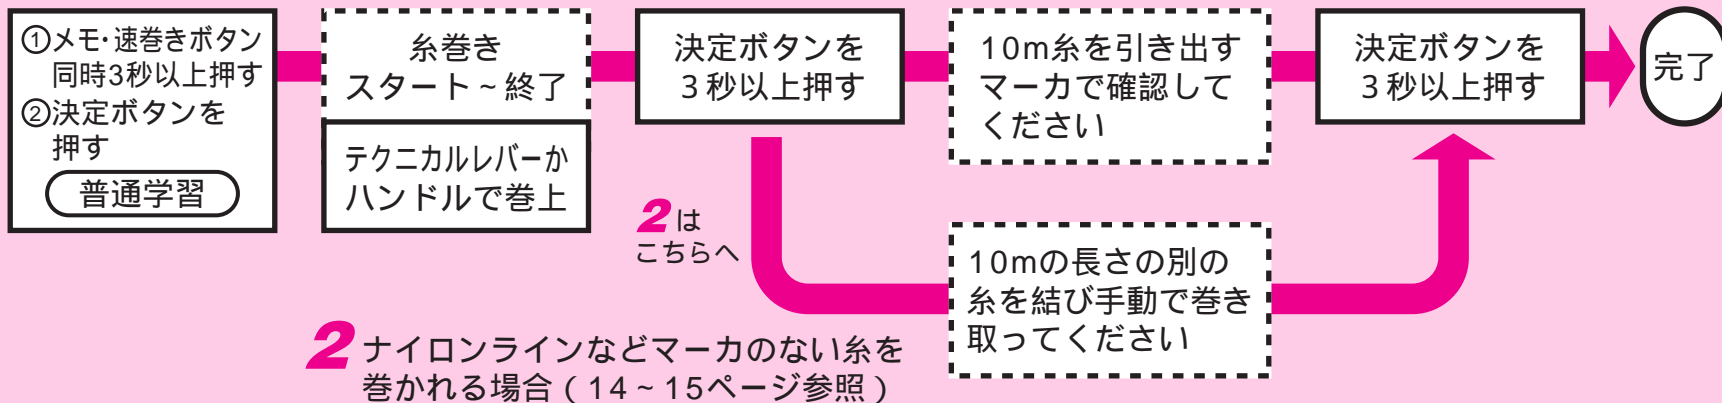 ①メモ・速巻きボタン
同時3秒以上押す
②決定ボタンを
押す
普通学習
糸巻き
スタート~終了
テクニカルレバーか
ハンドルで巻上
決定ボタンを
3秒以上押す
10m糸を引き出す
マーカで確認して
ください
決定ボタンを
3秒以上押す
完了
2は
こちらへ
10mの長さの別の
糸を結び手動で巻き
取ってください
2 ナイロンラインなどマーカのない糸を
巻かれる場合(14~15ページ参照)